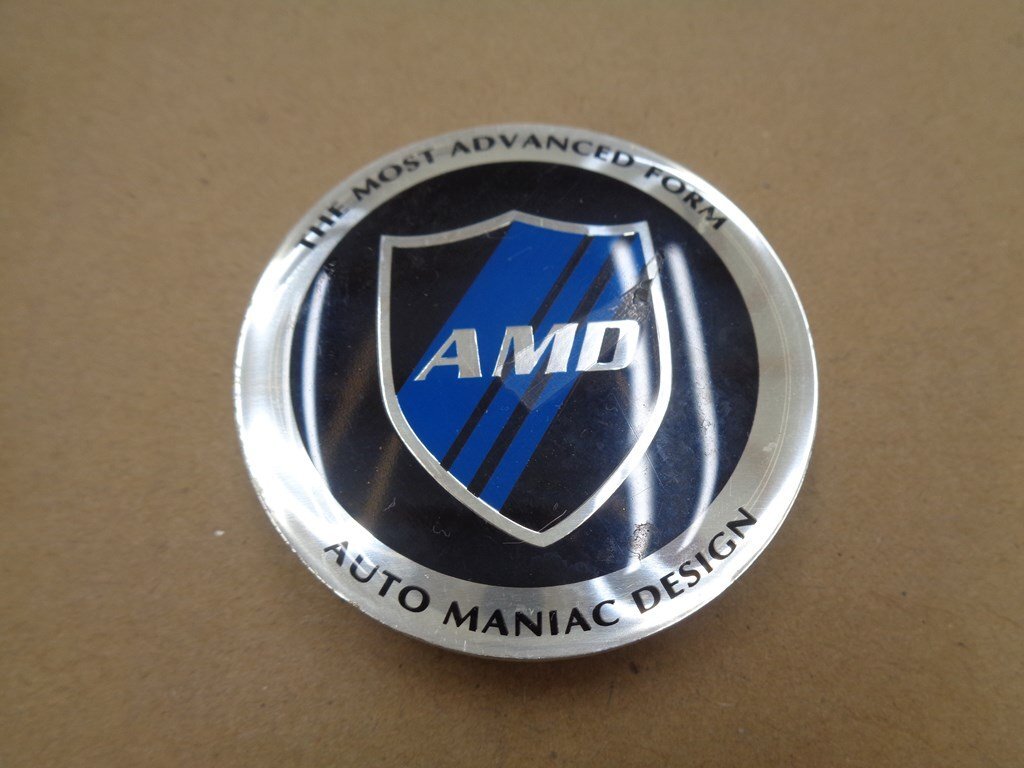 THE MOST ADVANCED FORM
AMD
AUTO MANIAC DESIGN